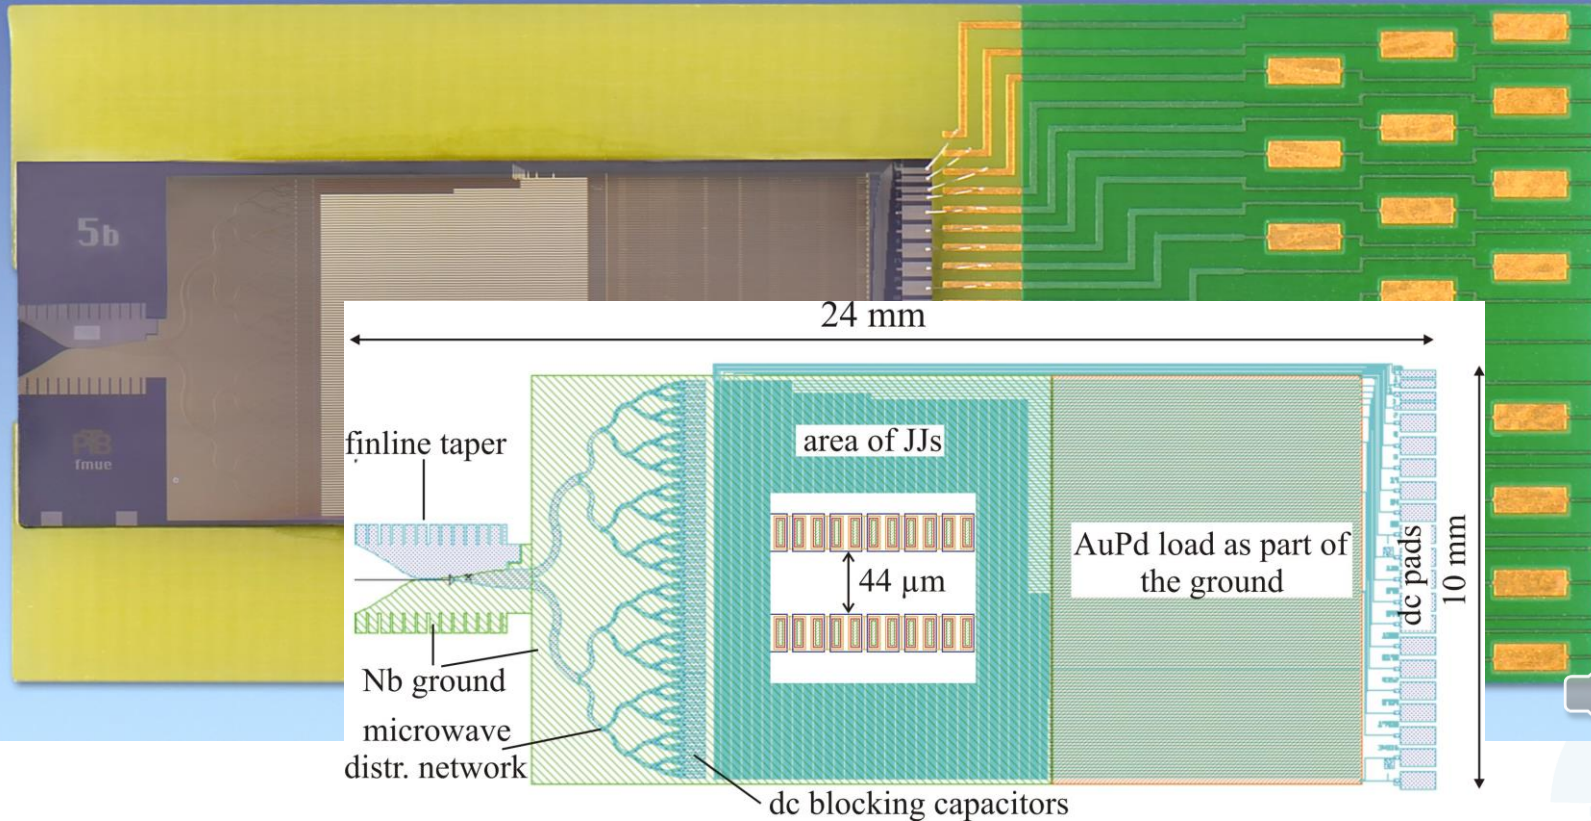 5b
PTB
fmue
24 mm
finline taper
area of JJs
44 µm
AuPd load as part of
the ground
dc pads
10 mm
Nb ground
microwave
distr. network
dc blocking capacitors